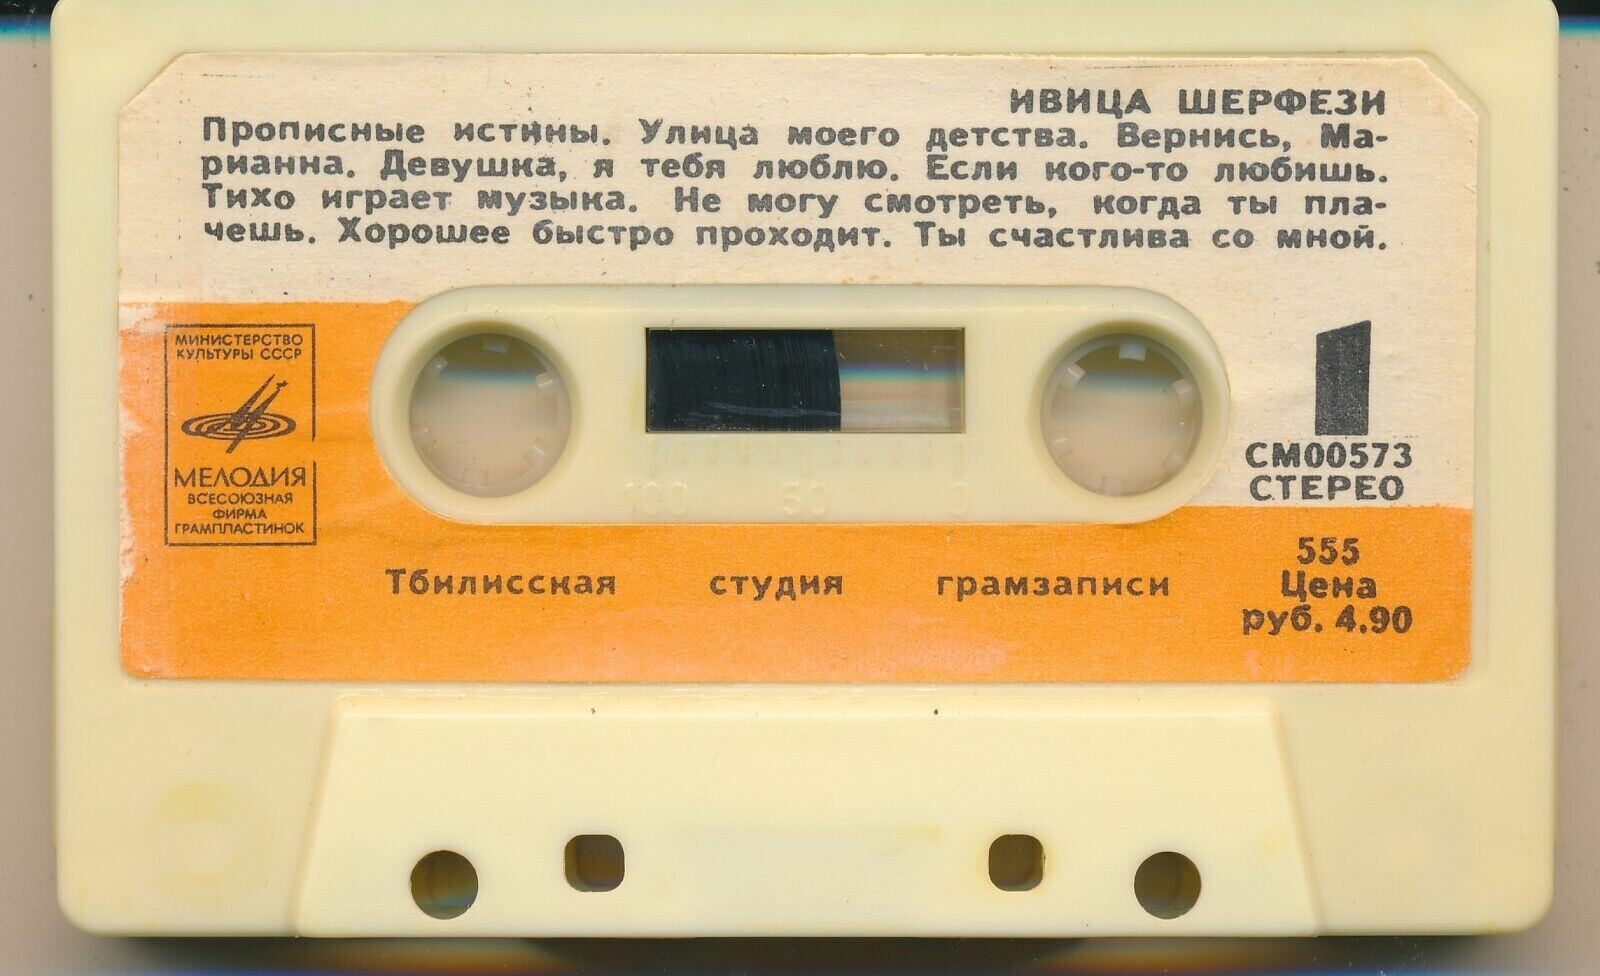 ИВИЦА ШЕРФЕЗИ
Прописные истины. Улица моего детства. Вернись, Ма-
рианна. Девушка, я тебя люблю. Если кого-то любишь.
Тихо играет музыка. Не могу смотреть, когда ты пла-
чешь. Хорошее быстро проходит. Ты счастлива со мной.
МИНИСТЕРСТВО
КУЛЬТУРЫ СССР
МЕЛОДИЯ
ВСЕСОЮЗНАЯ
ФИРМА
ГРАМПЛАСТИНОК
100 50 0
1
СМ00573
СТЕРЕО
Тбилисская студия грамзаписи
555
Цена
руб. 4.90